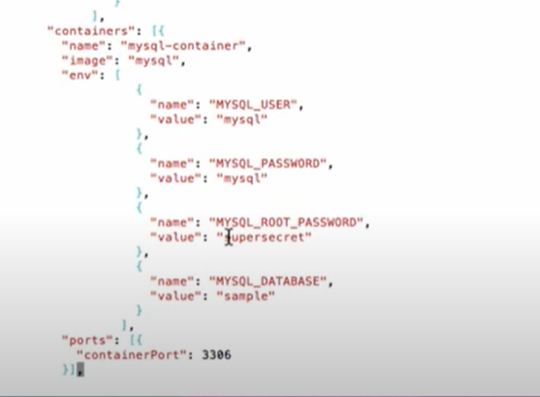 }
],
"containers": [{
"name": "mysql-container",
"image": "mysql",
"env": [
{
"name": "MYSQL_USER",
"value": "mysql"
},
{
"name": "MYSQL_PASSWORD",
"value": "mysql"
},
{
"name": "MYSQL_ROOT_PASSWORD",
"value": "supersecret"
},
{
"name": "MYSQL_DATABASE",
"value": "sample"
}
],
"ports": [{
"containerPort": 3306
}],